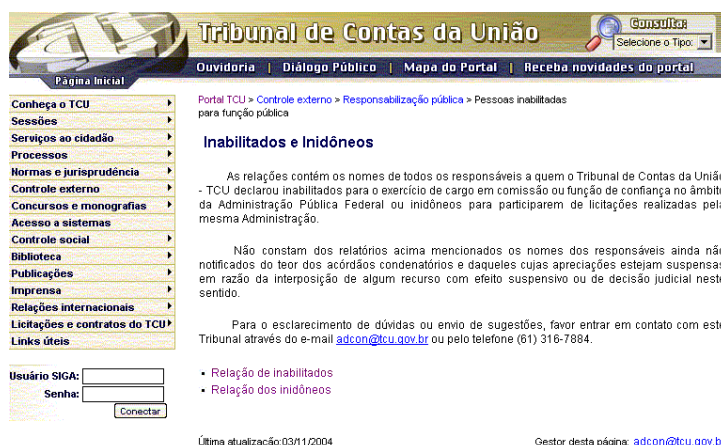 TCU
Tribunal de Contas da União
Consulta:
Selecione o Tipo:
Página Inicial
Ouvidoria | Diálogo Público | Mapa do Portal | Receba novidades do portal
Conheça o TCU
Sessões
Serviços ao cidadão
Processos
Normas e jurisprudência
Controle externo
Concursos e monografias
Acesso a sistemas
Controle social
Biblioteca
Publicações
Imprensa
Relações internacionais
Licitações e contratos do TCU
Links úteis
Usuário SIGA:
Senha:
Conectar
Portal TCU > Controle externo > Responsabilização pública > Pessoas inabilitadas
para função pública
Inabilitados e Inidôneos
As relações contém os nomes de todos os responsáveis a quem o Tribunal de Contas da Uniã
- TCU declarou inabilitados para o exercício de cargo em comissão ou função de confiança no âmbit
da Administração Pública Federal ou inidôneos para participarem de licitações realizadas pel
mesma Administração.
Não constam dos relatórios acima mencionados os nomes dos responsáveis ainda nã
notificados do teor dos acórdãos condenatórios e daqueles cujas apreciações estejam suspensa
em razão da interposição de algum recurso com efeito suspensivo ou de decisão judicial nest
sentido.
Para o esclarecimento de dúvidas ou envio de sugestões, favor entrar em contato com est
Tribunal através do e-mail adcon@tcu.gov.br ou pelo telefone (61) 316-7884.
▪ Relação de inabilitados
▪ Relação dos inidôneos
Última atualização:03/11/2004 Gestor desta página: adcon@tcu.gov.b